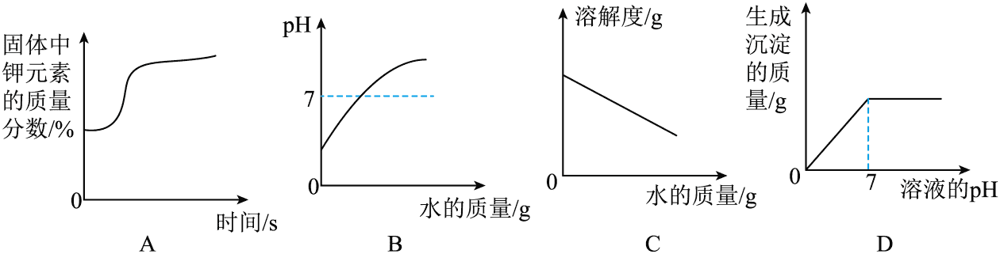 固体中
钾元素
的质量
分数/%
0
时间/s
A
pH
7
0
水的质量/g
B
溶解度/g
0
水的质量/g
C
生成
沉淀
的质
量/g
0
7
溶液的pH
D